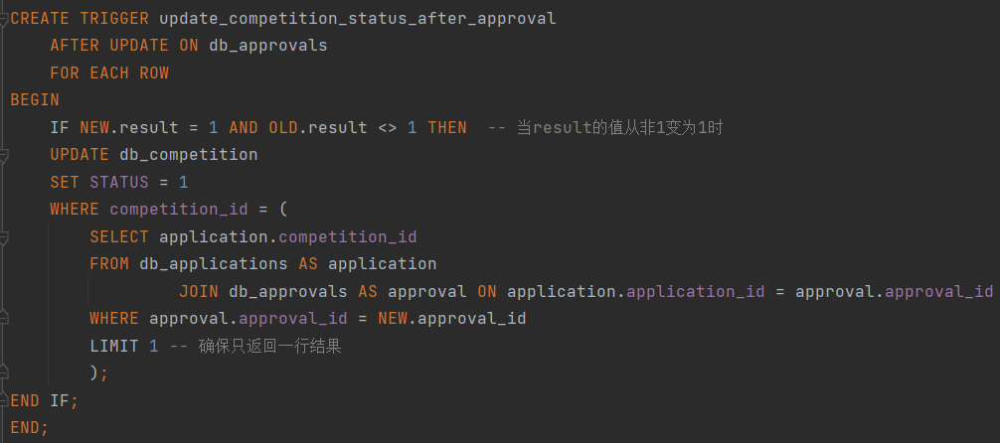 CREATE TRIGGER update_competition_status_after_approval
AFTER UPDATE ON db_approvals
FOR EACH ROW
BEGIN
IF NEW.result = 1 AND OLD.result <> 1 THEN -- 当result的值从非1变为1时
UPDATE db_competition
SET STATUS = 1
WHERE competition_id = (
SELECT application.competition_id
FROM db_applications AS application
JOIN db_approvals AS approval ON application.application_id = approval.approval_id
WHERE approval.approval_id = NEW.approval_id
LIMIT 1 -- 确保只返回一行结果
);
END IF;
END;